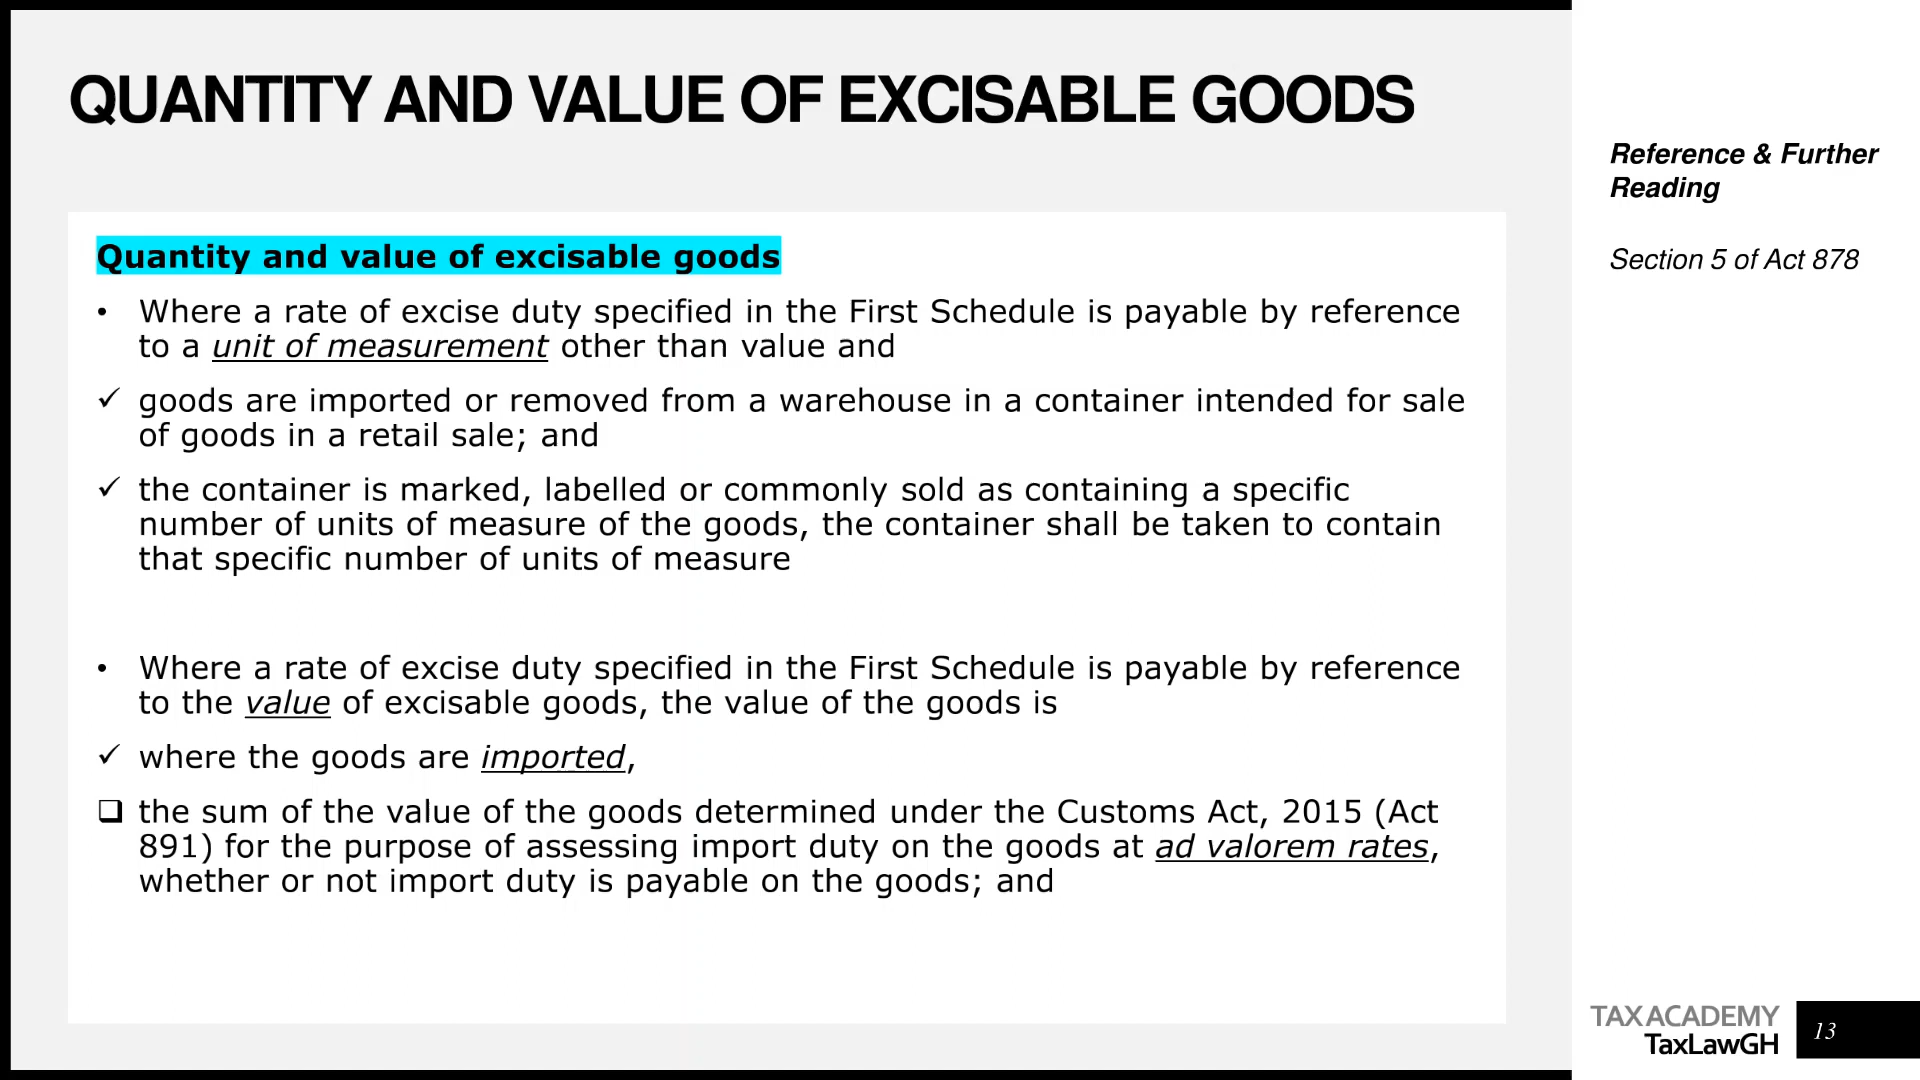 QUANTITY AND VALUE OF EXCISABLE GOODS
Quantity and value of excisable goods
• Where a rate of excise duty specified in the First Schedule is payable by reference
to a unit of measurement other than value and
✓ goods are imported or removed from a warehouse in a container intended for sale
of goods in a retail sale; and
✓ the container is marked, labelled or commonly sold as containing a specific
number of units of measure of the goods, the container shall be taken to contain
that specific number of units of measure
• Where a rate of excise duty specified in the First Schedule is payable by reference
to the value of excisable goods, the value of the goods is
✓ where the goods are imported,
❑ the sum of the value of the goods determined under the Customs Act, 2015 (Act
891) for the purpose of assessing import duty on the goods at ad valorem rates,
whether or not import duty is payable on the goods; and
Reference & Further
Reading
Section 5 of Act 878
TAX ACADEMY
TaxLawGH
13